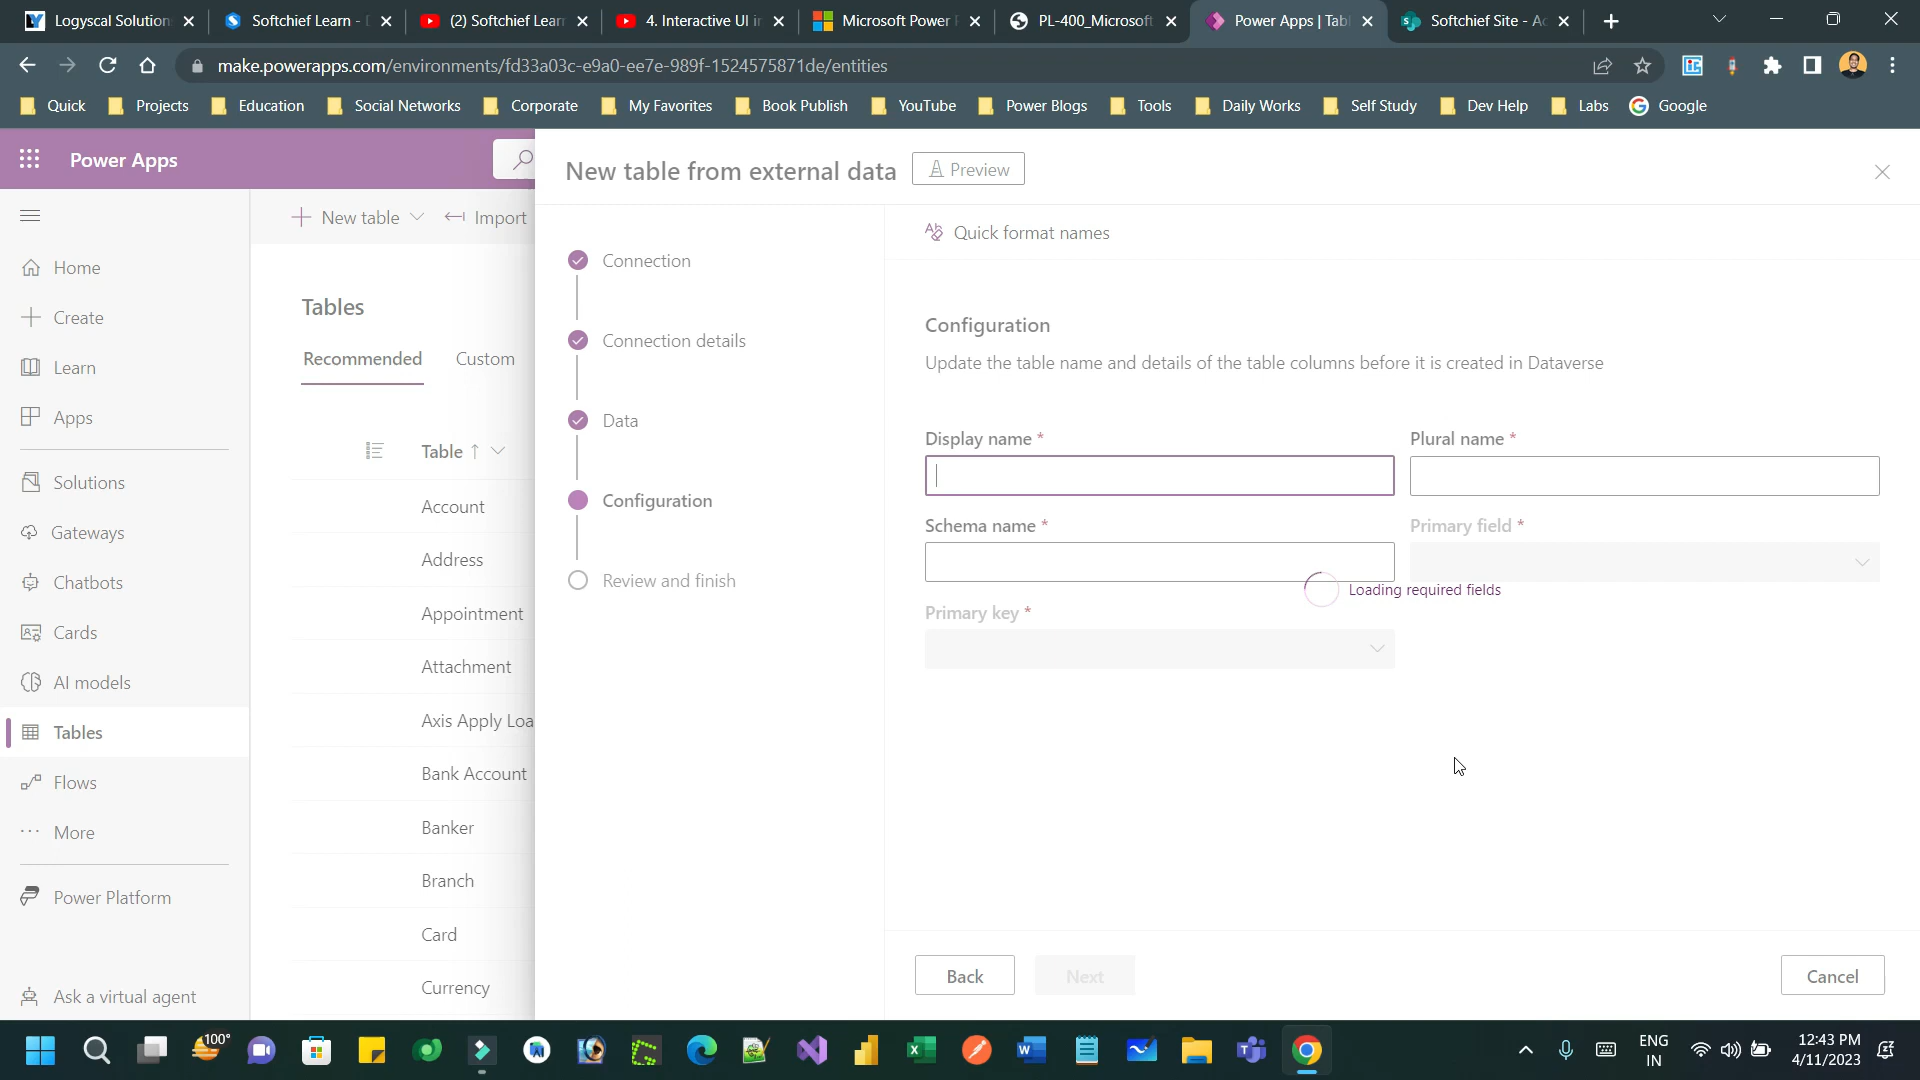 Logyscal Solution
Softchief Learn - D
(2) Softchief Lear
4. Interactive UI in
Microsoft Power P
PL-400_Microsoft
Power Apps | Tabl
Softchief Site - Ac
make.powerapps.com/environments/fd33a03c-e9a0-ee7e-989f-1524575871de/entities
Quick
Projects
Education
Social Networks
Corporate
My Favorites
Book Publish
YouTube
Power Blogs
Tools
Daily Works
Self Study
Dev Help
Labs
Google
Power Apps
New table from external data
Preview
New table
Import
Quick format names
Home
Create
Learn
Apps
Solutions
Gateways
Chatbots
Cards
AI models
Tables
Flows
More
Power Platform
Ask a virtual agent
Tables
Recommended
Custom
Table
Account
Address
Appointment
Attachment
Axis Apply Loa
Bank Account
Banker
Branch
Card
Currency
Connection
Connection details
Data
Configuration
Review and finish
Configuration
Update the table name and details of the table columns before it is created in Dataverse
Display name *
Plural name *
Schema name *
Primary field *
Loading required fields
Primary key *
Back
Next
Cancel
100°
ENG
IN
12:43 PM
4/11/2023